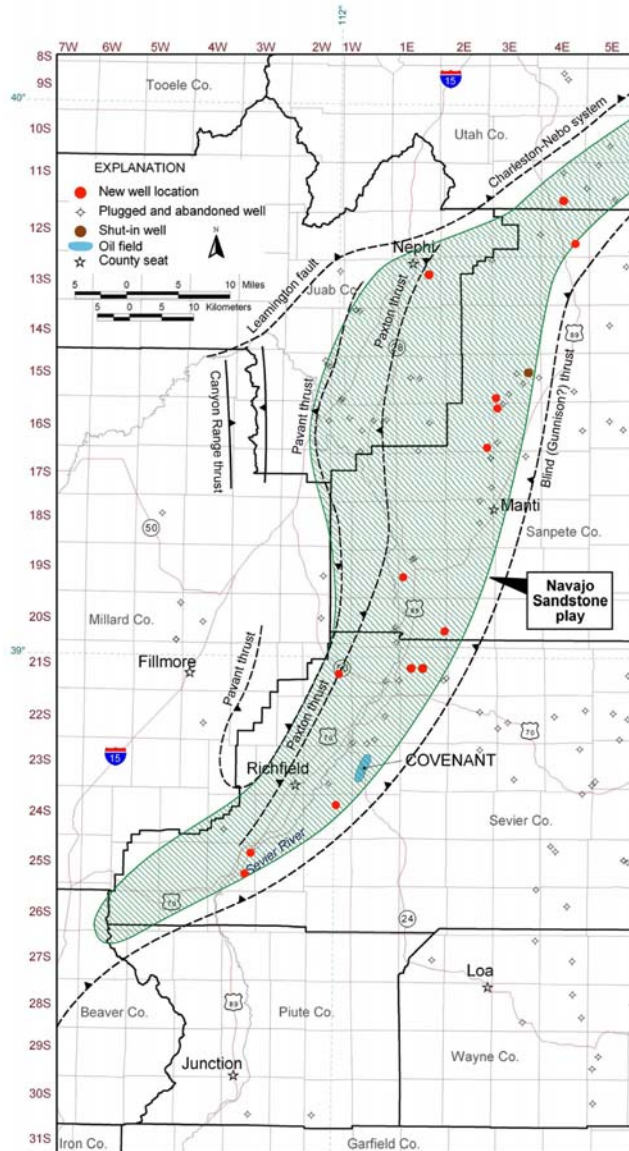 112°
7W 6W 5W 4W 3W 2W 1W 1E 2E 3E 4E 5E
8S
9S
40°
10S
11S
12S
13S
14S
15S
16S
17S
18S
19S
20S
39°
21S
22S
23S
24S
25S
26S
27S
28S
29S
30S
31S
Tooele Co.
15
Utah Co.
Charleston-Nebo system
EXPLANATION
New well location
Plugged and abandoned well
Shut-in well
Oil field
County seat
N
5 0 5 10 Miles
5 0 5 10 Kilometers
Nephi
Leamington fault
Juab Co.
Paxton thrust
28
89
Pavant thrust
Canyon Range thrust
Blind (Gunnison?) thrust
Manti
50
Sanpete Co.
Navajo
Sandstone
play
89
Millard Co.
Fillmore
Pavant thrust
50
Paxton thrust
70
70
15
Richfield
COVENANT
Sevier Co.
Sevier River
70
24
Loa
Beaver Co.
89
Piute Co.
Junction
Wayne Co.
Iron Co.
Garfield Co.